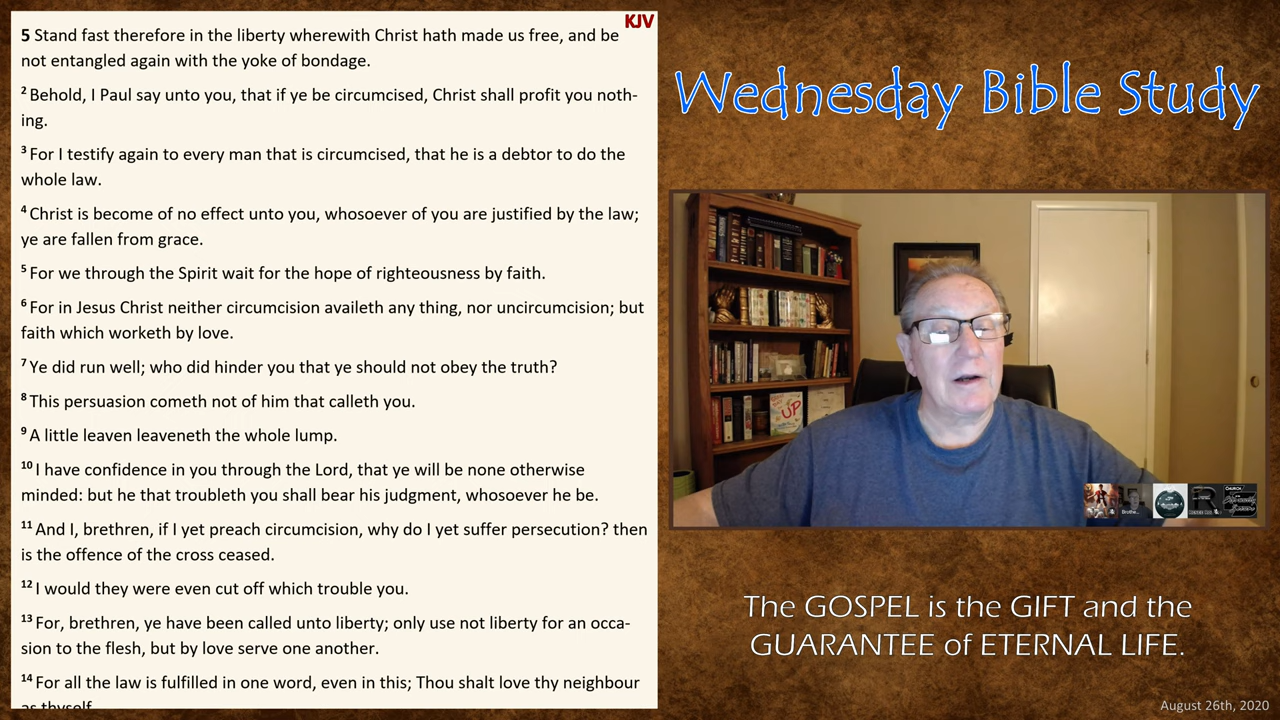 KJV
5 Stand fast therefore in the liberty wherewith Christ hath made us free, and be
not entangled again with the yoke of bondage.
2 Behold, I Paul say unto you, that if ye be circumcised, Christ shall profit you noth-
ing.
3 For I testify again to every man that is circumcised, that he is a debtor to do the
whole law.
4 Christ is become of no effect unto you, whosoever of you are justified by the law;
ye are fallen from grace.
5 For we through the Spirit wait for the hope of righteousness by faith.
6 For in Jesus Christ neither circumcision availeth any thing, nor uncircumcision; but
faith which worketh by love.
7 Ye did run well; who did hinder you that ye should not obey the truth?
8 This persuasion cometh not of him that calleth you.
9 A little leaven leaveneth the whole lump.
10 I have confidence in you through the Lord, that ye will be none otherwise
minded: but he that troubleth you shall bear his judgment, whosoever he be.
11 And I, brethren, if I yet preach circumcision, why do I yet suffer persecution? then
is the offence of the cross ceased.
12 I would they were even cut off which trouble you.
13 For, brethren, ye have been called unto liberty; only use not liberty for an occa-
sion to the flesh, but by love serve one another.
14 For all the law is fulfilled in one word, even in this; Thou shalt love thy neighbour
as thyself
Wednesday Bible Study
UP
Brothe...
CHURCH
The GOSPEL is the GIFT and the
GUARANTEE of ETERNAL LIFE.
August 26th, 2020